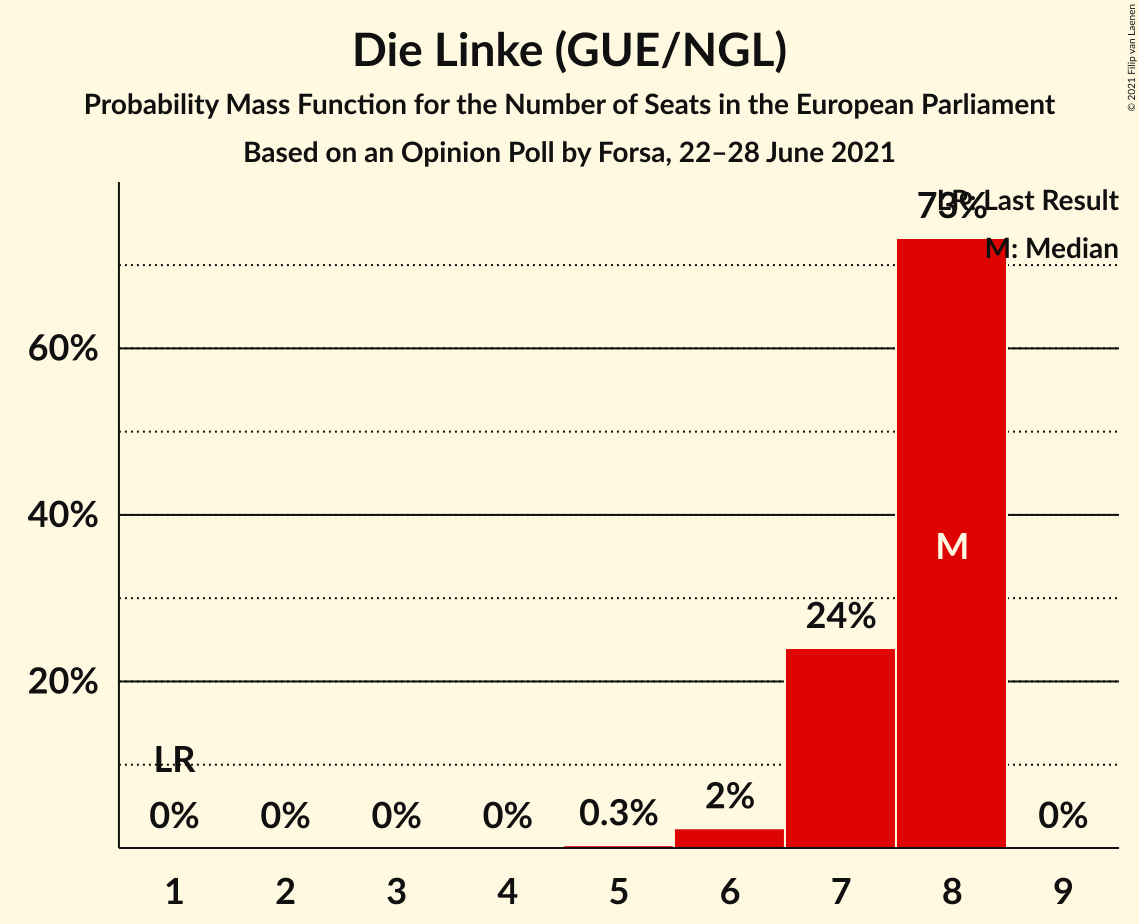 Die Linke (GUE/NGL)
Probability Mass Function for the Number of Seats in the European Parliament
Based on an Opinion Poll by Forsa, 22–28 June 2021
© 2021 Filip van Laenen
LR: Last Result
M: Median
73%
60%
40%
20%
M
24%
LR
0%
0%
0%
0%
0.3%
2%
0%
1 2 3 4 5 6 7 8 9